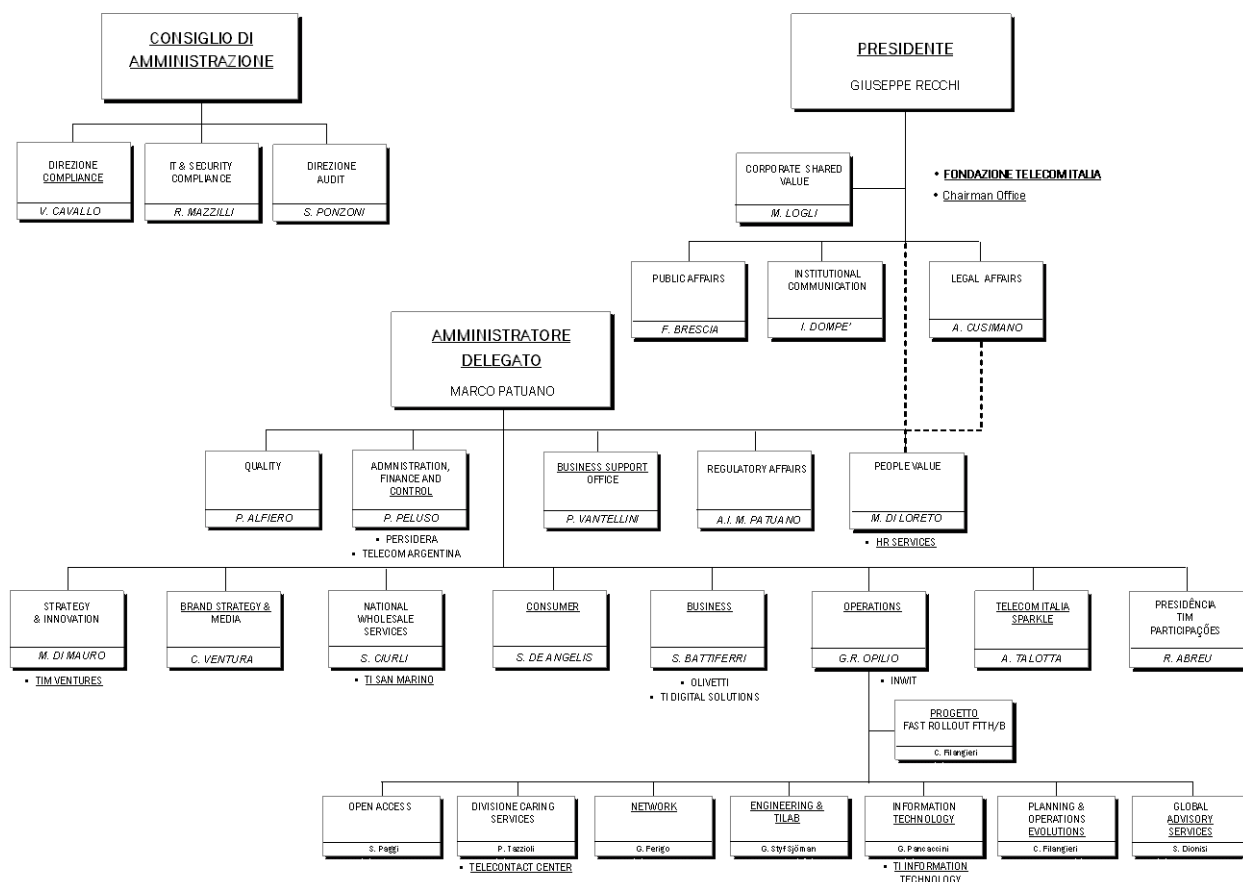 CONSIGLIO DI
AMMINISTRAZIONE
DIREZIONE
COMPLIANCE
V. CAVALLO
IT & SECURITY
COMPLIANCE
R. MAZZILLI
DIREZIONE
AUDIT
S. PONZONI
PRESIDENTE
GIUSEPPE RECCHI
CORPORATE SHARED
VALUE
M. LOGLI
• FONDAZIONE TELECOM ITALIA
• Chairman Office
PUBLIC AFFAIRS
F. BRESCIA
INSTITUTIONAL
COMMUNICATION
I. DOMPE'
LEGAL AFFAIRS
A. CUSIMANO
AMMINISTRATORE
DELEGATO
MARCO PATUANO
QUALITY
P. ALFIERO
ADMNISTRATION,
FINANCE AND
CONTROL
P. PELUSO
▪ PERSIDERA
▪ TELECOM ARGENTINA
BUSINESS SUPPORT
OFFICE
P. VANTELLINI
REGULATORY AFFAIRS
A.I. M. PATUANO
PEOPLE VALUE
M. DI LORETO
▪ HR SERVICES
STRATEGY
& INNOVATION
M. DI MAURO
▪ TIM VENTURES
BRAND STRATEGY &
MEDIA
C. VENTURA
NATIONAL
WHOLESALE
SERVICES
S. CIURLI
▪ TI SAN MARINO
CONSUMER
S. DE ANGELIS
BUSINESS
S. BATTIFERRI
▪ OLIVETTI
▪ TI DIGITAL SOLUTIONS
OPERATIONS
G.R. OPILIO
▪ INWIT
TELECOM ITALIA
SPARKLE
A. TALOTTA
PRESIDÊNCIA
TIM
PARTICIPAÇÕES
R. ABREU
PROGETTO
FAST ROLLOUT FTTH/B
C. Filangieri
OPEN ACCESS
S. Paggi
DIVISIONE CARING
SERVICES
P. Tazzioli
▪ TELECONTACT CENTER
NETWORK
G. Ferigo
ENGINEERING &
TILAB
G. Styf Sjöman
INFORMATION
TECHNOLOGY
G. Pancaccini
▪ TI INFORMATION
TECHNOLOGY
PLANNING &
OPERATIONS
EVOLUTIONS
C. Filangieri
GLOBAL
ADVISORY
SERVICES
S. Dionisi